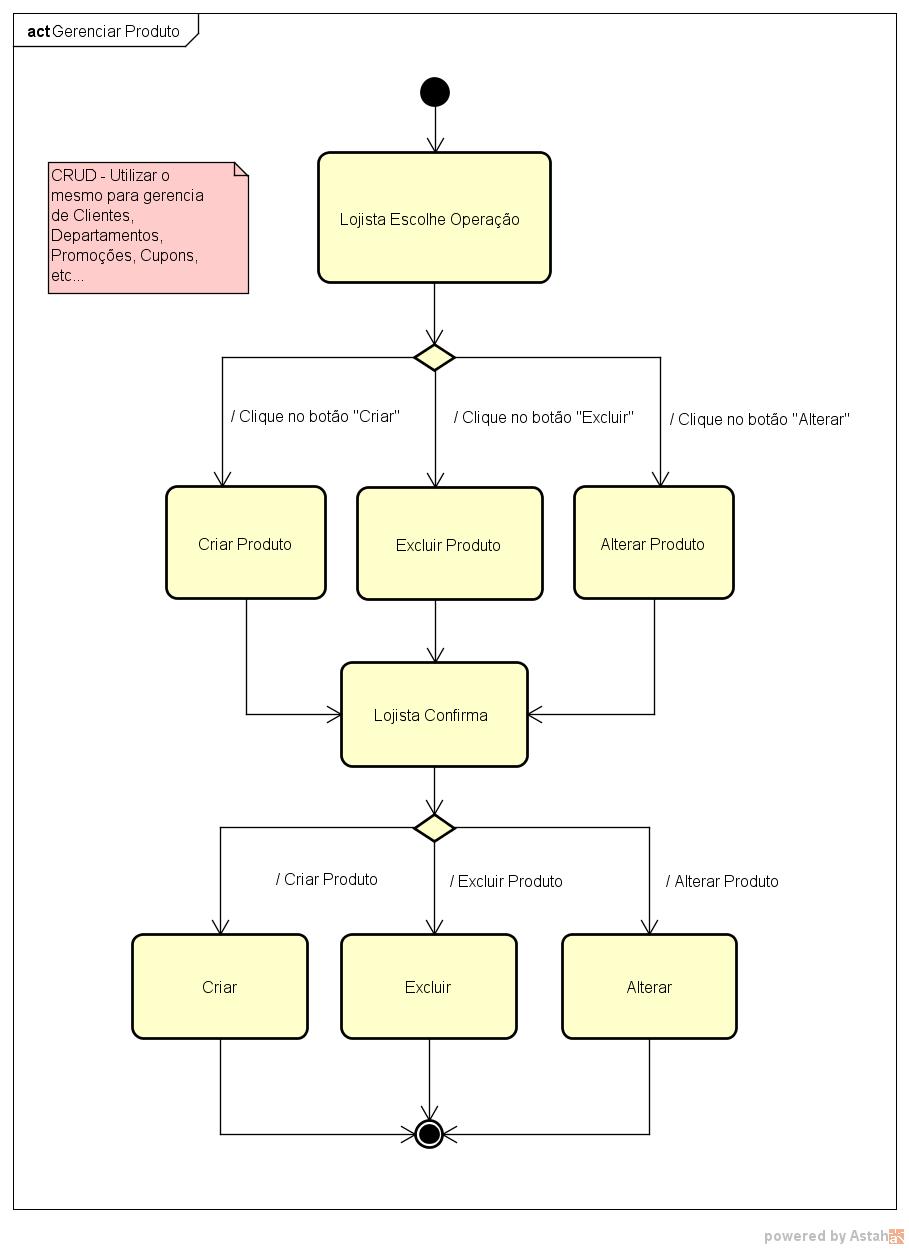 act Gerenciar Produto
CRUD - Utilizar o
mesmo para gerencia
de Clientes,
Departamentos,
Promoções, Cupons,
etc...
Lojista Escolhe Operação
/ Clique no botão "Criar"
/ Clique no botão "Excluir"
/ Clique no botão "Alterar"
Criar Produto
Excluir Produto
Alterar Produto
Lojista Confirma
/ Criar Produto
/ Excluir Produto
/ Alterar Produto
Criar
Excluir
Alterar
powered by Astah